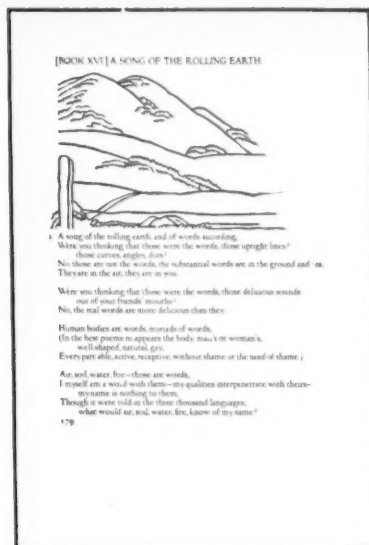 [BOOK XVI] A SONG OF THE ROLLING EARTH
1 A song of the rolling earth, and of words according,
Were you thinking that those were the words, those upright lines?
those curves, angles, dots?
No, those are not the words, the substantial words are in the ground and
They are in the air, they are in you.
Were you thinking that those were the words, those delicious sounds
out of your friends' mouths?
No, the real words are more delicious than they.
Human bodies are words, myriads of words,
(In the best poems re-appears the body, man's or woman's,
well-shaped, natural, gay,
Every part able, active, receptive, without shame or the need of shame.)
Air, soil, water, fire—those are words,
I myself am a word with them—my qualities interpenetrate with theirs—
my name is nothing to them,
Though it were told in the three thousand languages,
what would air, soil, water, fire, know of my name?
179